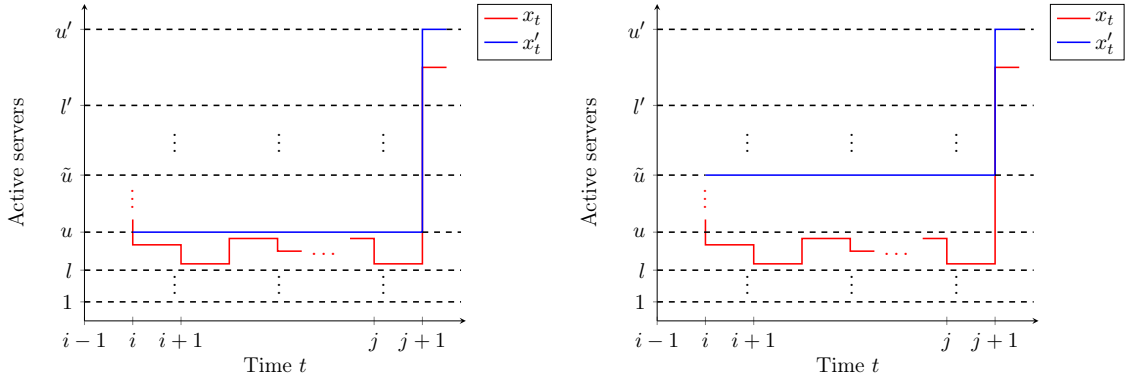 x_t
x'_t
u'
l'
ũ
u
l
1
Active servers
i − 1
i
i + 1
j
j + 1
Time t
x_t
x'_t
u'
l'
ũ
u
l
1
Active servers
i − 1
i
i + 1
j
j + 1
Time t